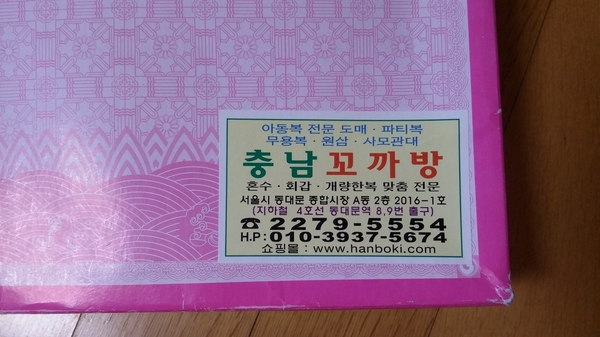 아동복 전문 도매 · 파티복
무용복 · 원삼 · 사모관대
충남꼬까방
혼수 · 회갑 · 개량한복 맞춤 전문
서울시 동대문 종합시장 A동 2층 2016-1호
(지하철 4호선 동대문역 8,9번 출구)
☎ 2279-5554
H.P : 010-3937-5674
쇼핑몰 : www.hanboki.com